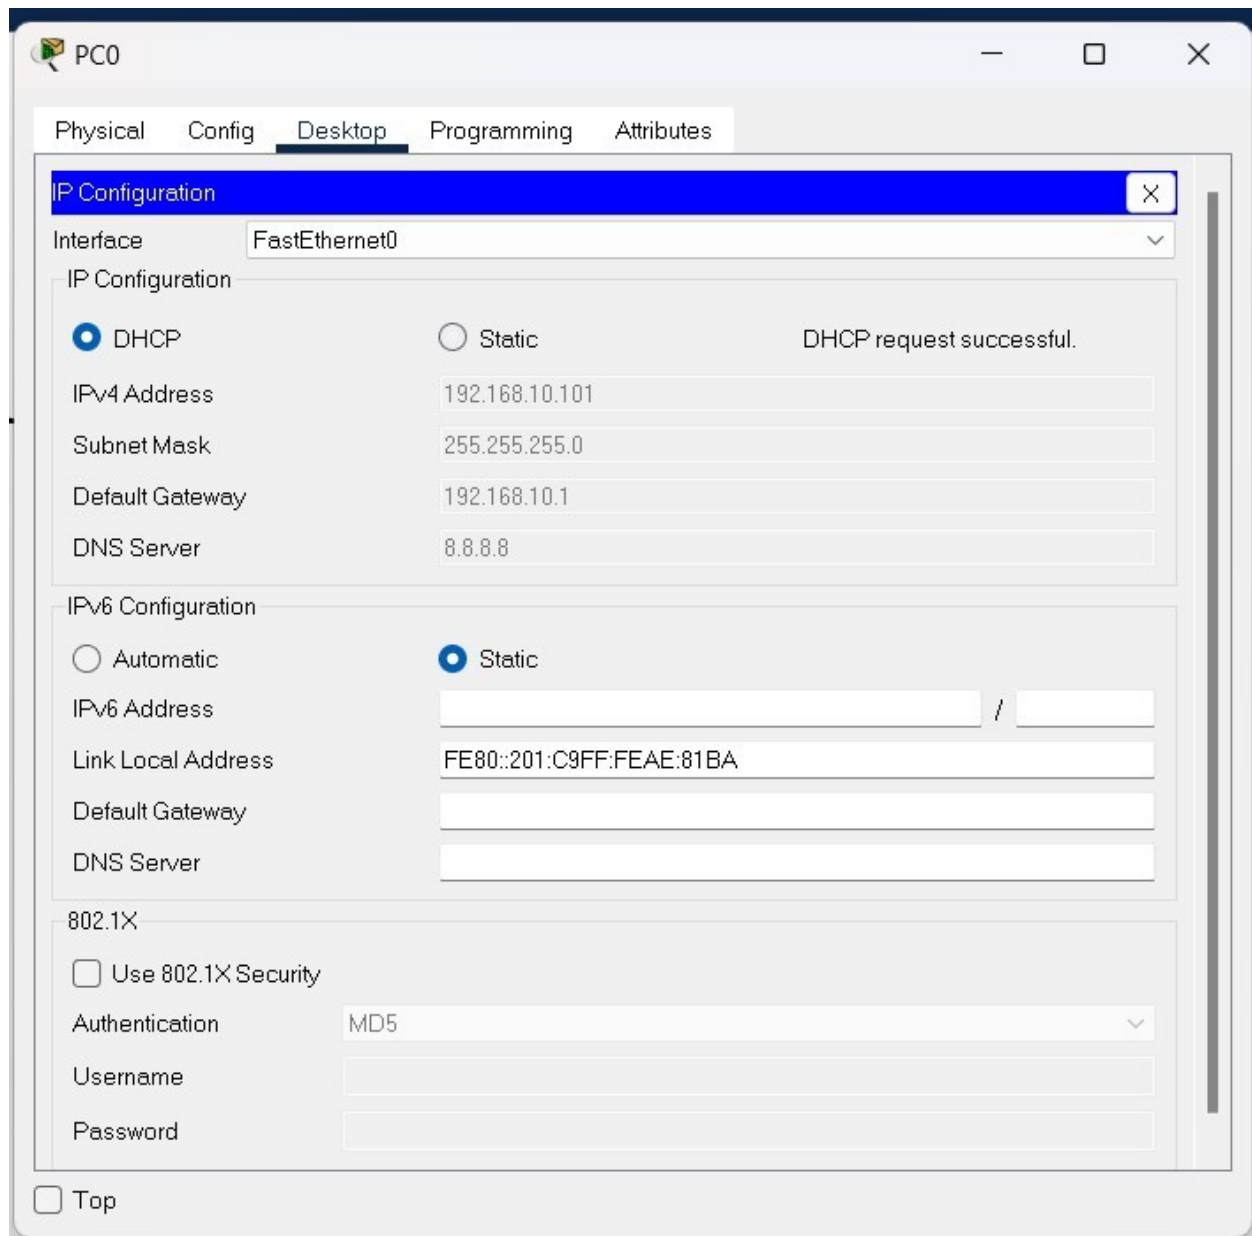 PC0
Physical Config Desktop Programming Attributes
IP Configuration X
Interface FastEthernet0
IP Configuration
DHCP Static DHCP request successful.
IPv4 Address 192.168.10.101
Subnet Mask 255.255.255.0
Default Gateway 192.168.10.1
DNS Server 8.8.8.8
IPv6 Configuration
Automatic Static
IPv6 Address /
Link Local Address FE80::201:C9FF:FEAE:81BA
Default Gateway
DNS Server
802.1X
Use 802.1X Security
Authentication MD5
Username
Password
Top